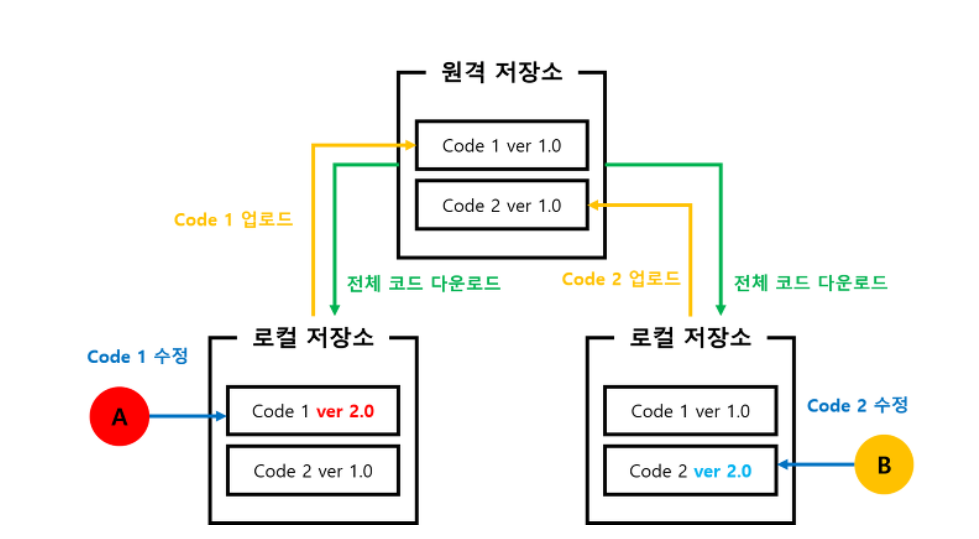 원격 저장소
Code 1 ver 1.0
Code 2 ver 1.0
Code 1 업로드
전체 코드 다운로드
Code 2 업로드
전체 코드 다운로드
로컬 저장소
Code 1 수정
A
Code 1 ver 2.0
Code 2 ver 1.0
로컬 저장소
Code 1 ver 1.0
Code 2 ver 2.0
Code 2 수정
B